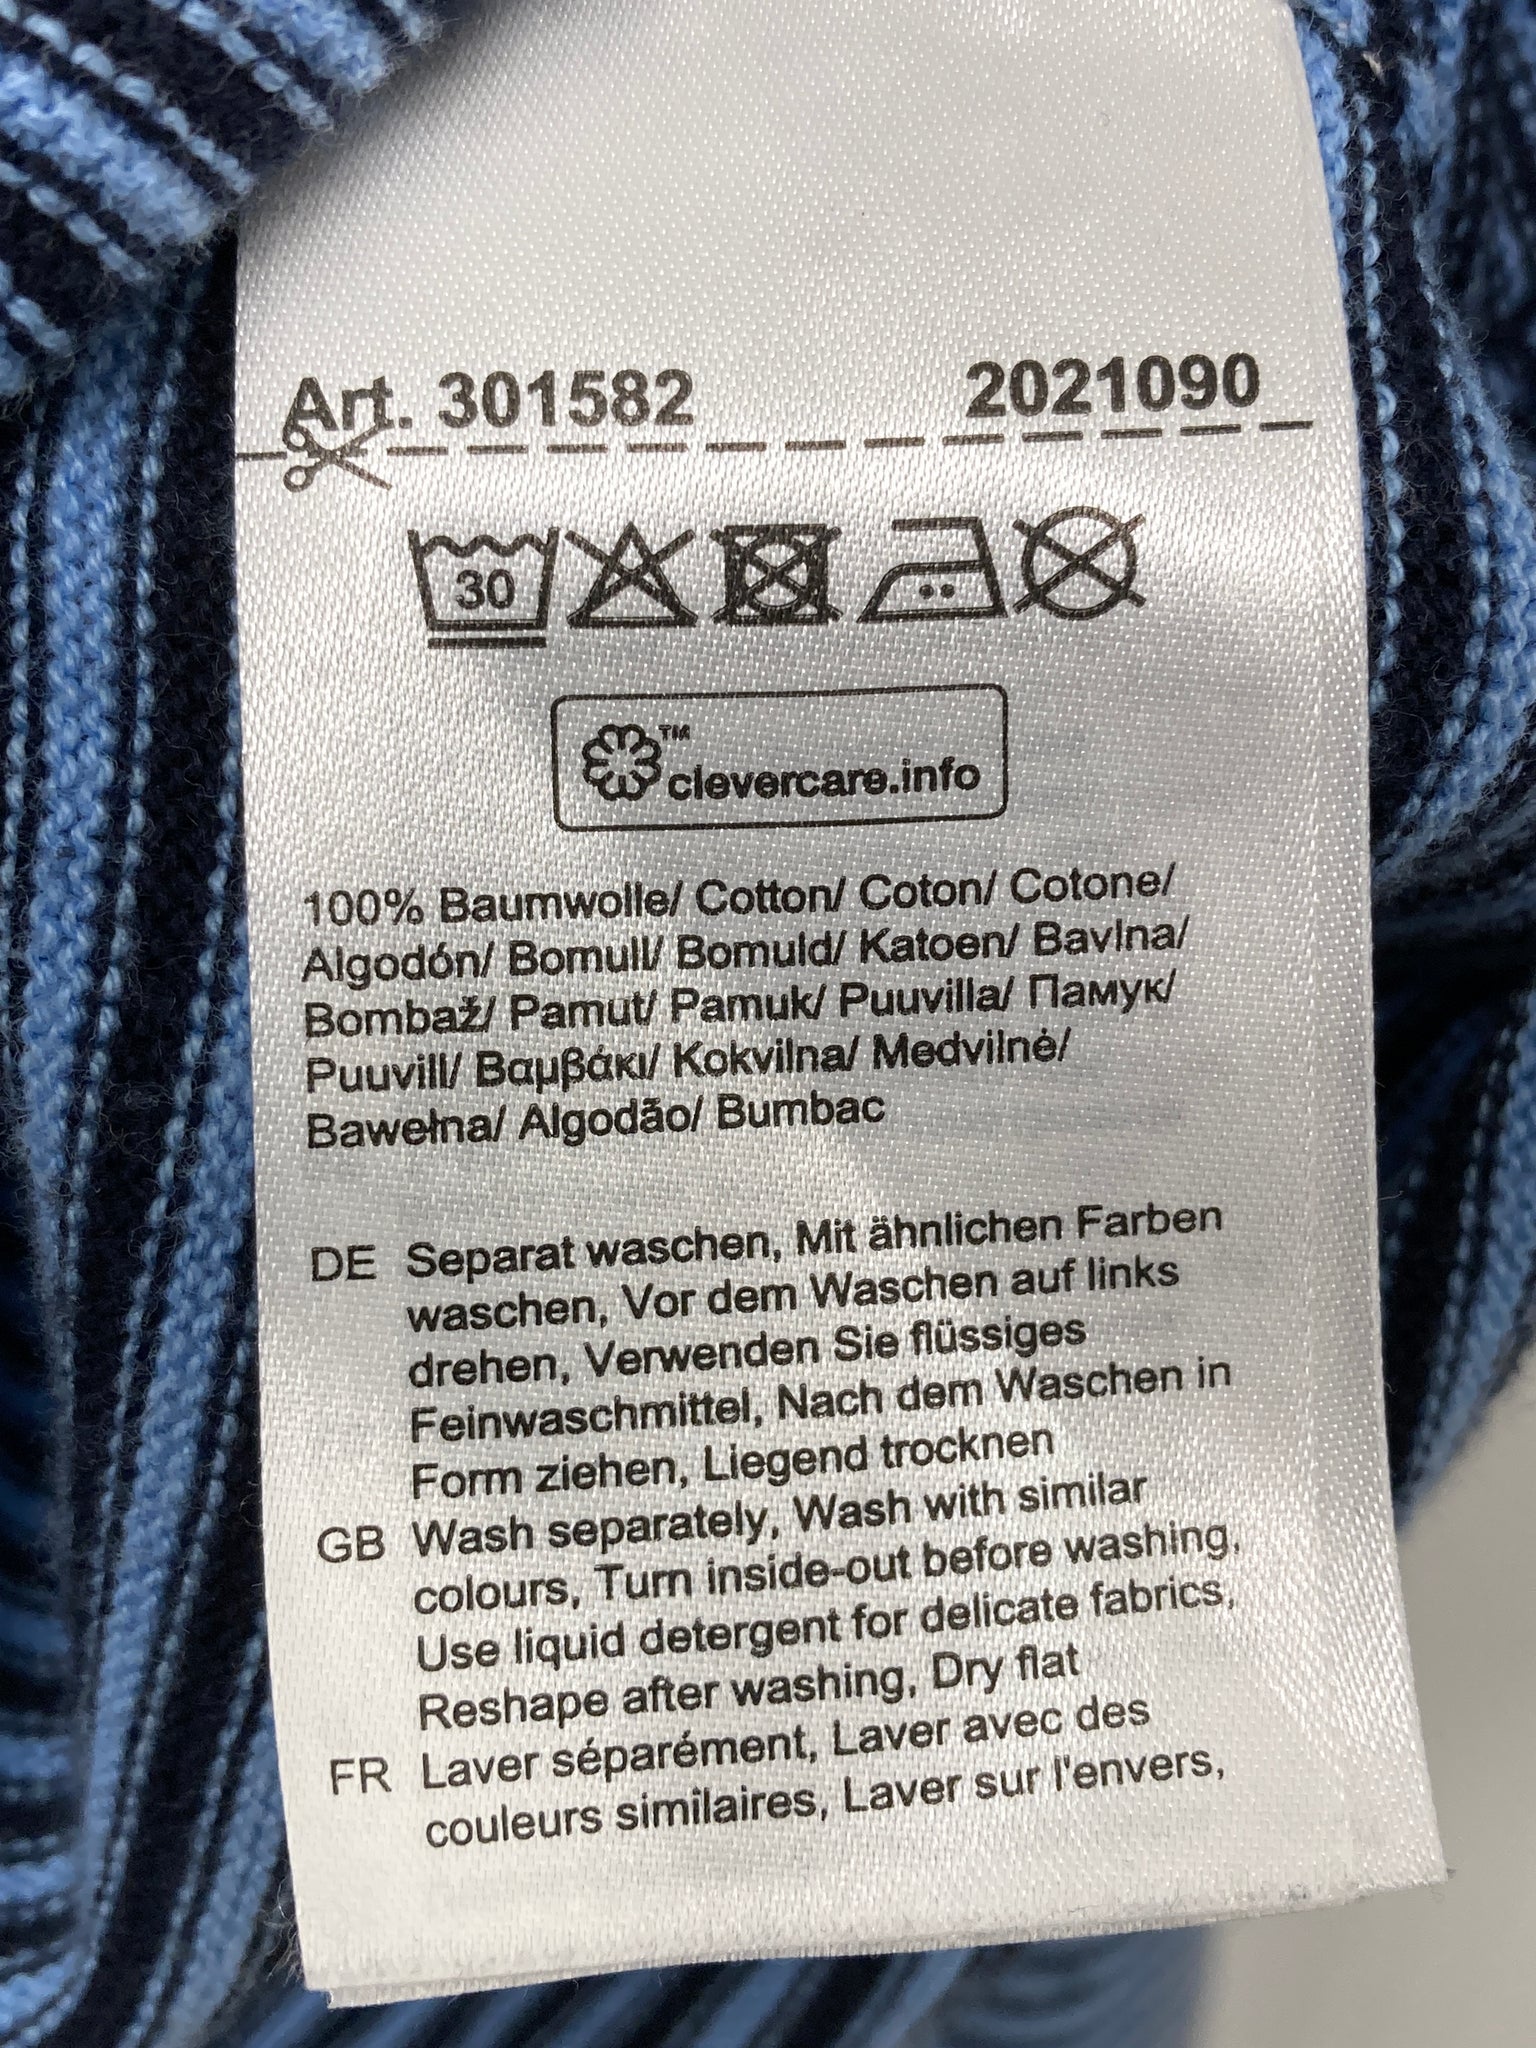 Art. 301582 2021090
30
™
clevercare.info
100% Baumwolle/ Cotton/ Coton/ Cotone/
Algodón/ Bomull/ Bomuld/ Katoen/ Bavlna/
Bombaž/ Pamut/ Pamuk/ Puuvilla/ Памук/
Puuvill/ Βαμβάκι/ Kokvilna/ Medvilnė/
Bawełna/ Algodão/ Bumbac
DE Separat waschen, Mit ähnlichen Farben
waschen, Vor dem Waschen auf links
drehen, Verwenden Sie flüssiges
Feinwaschmittel, Nach dem Waschen in
Form ziehen, Liegend trocknen
GB Wash separately, Wash with similar
colours, Turn inside-out before washing,
Use liquid detergent for delicate fabrics,
Reshape after washing, Dry flat
FR Laver séparément, Laver avec des
couleurs similaires, Laver sur l'envers,